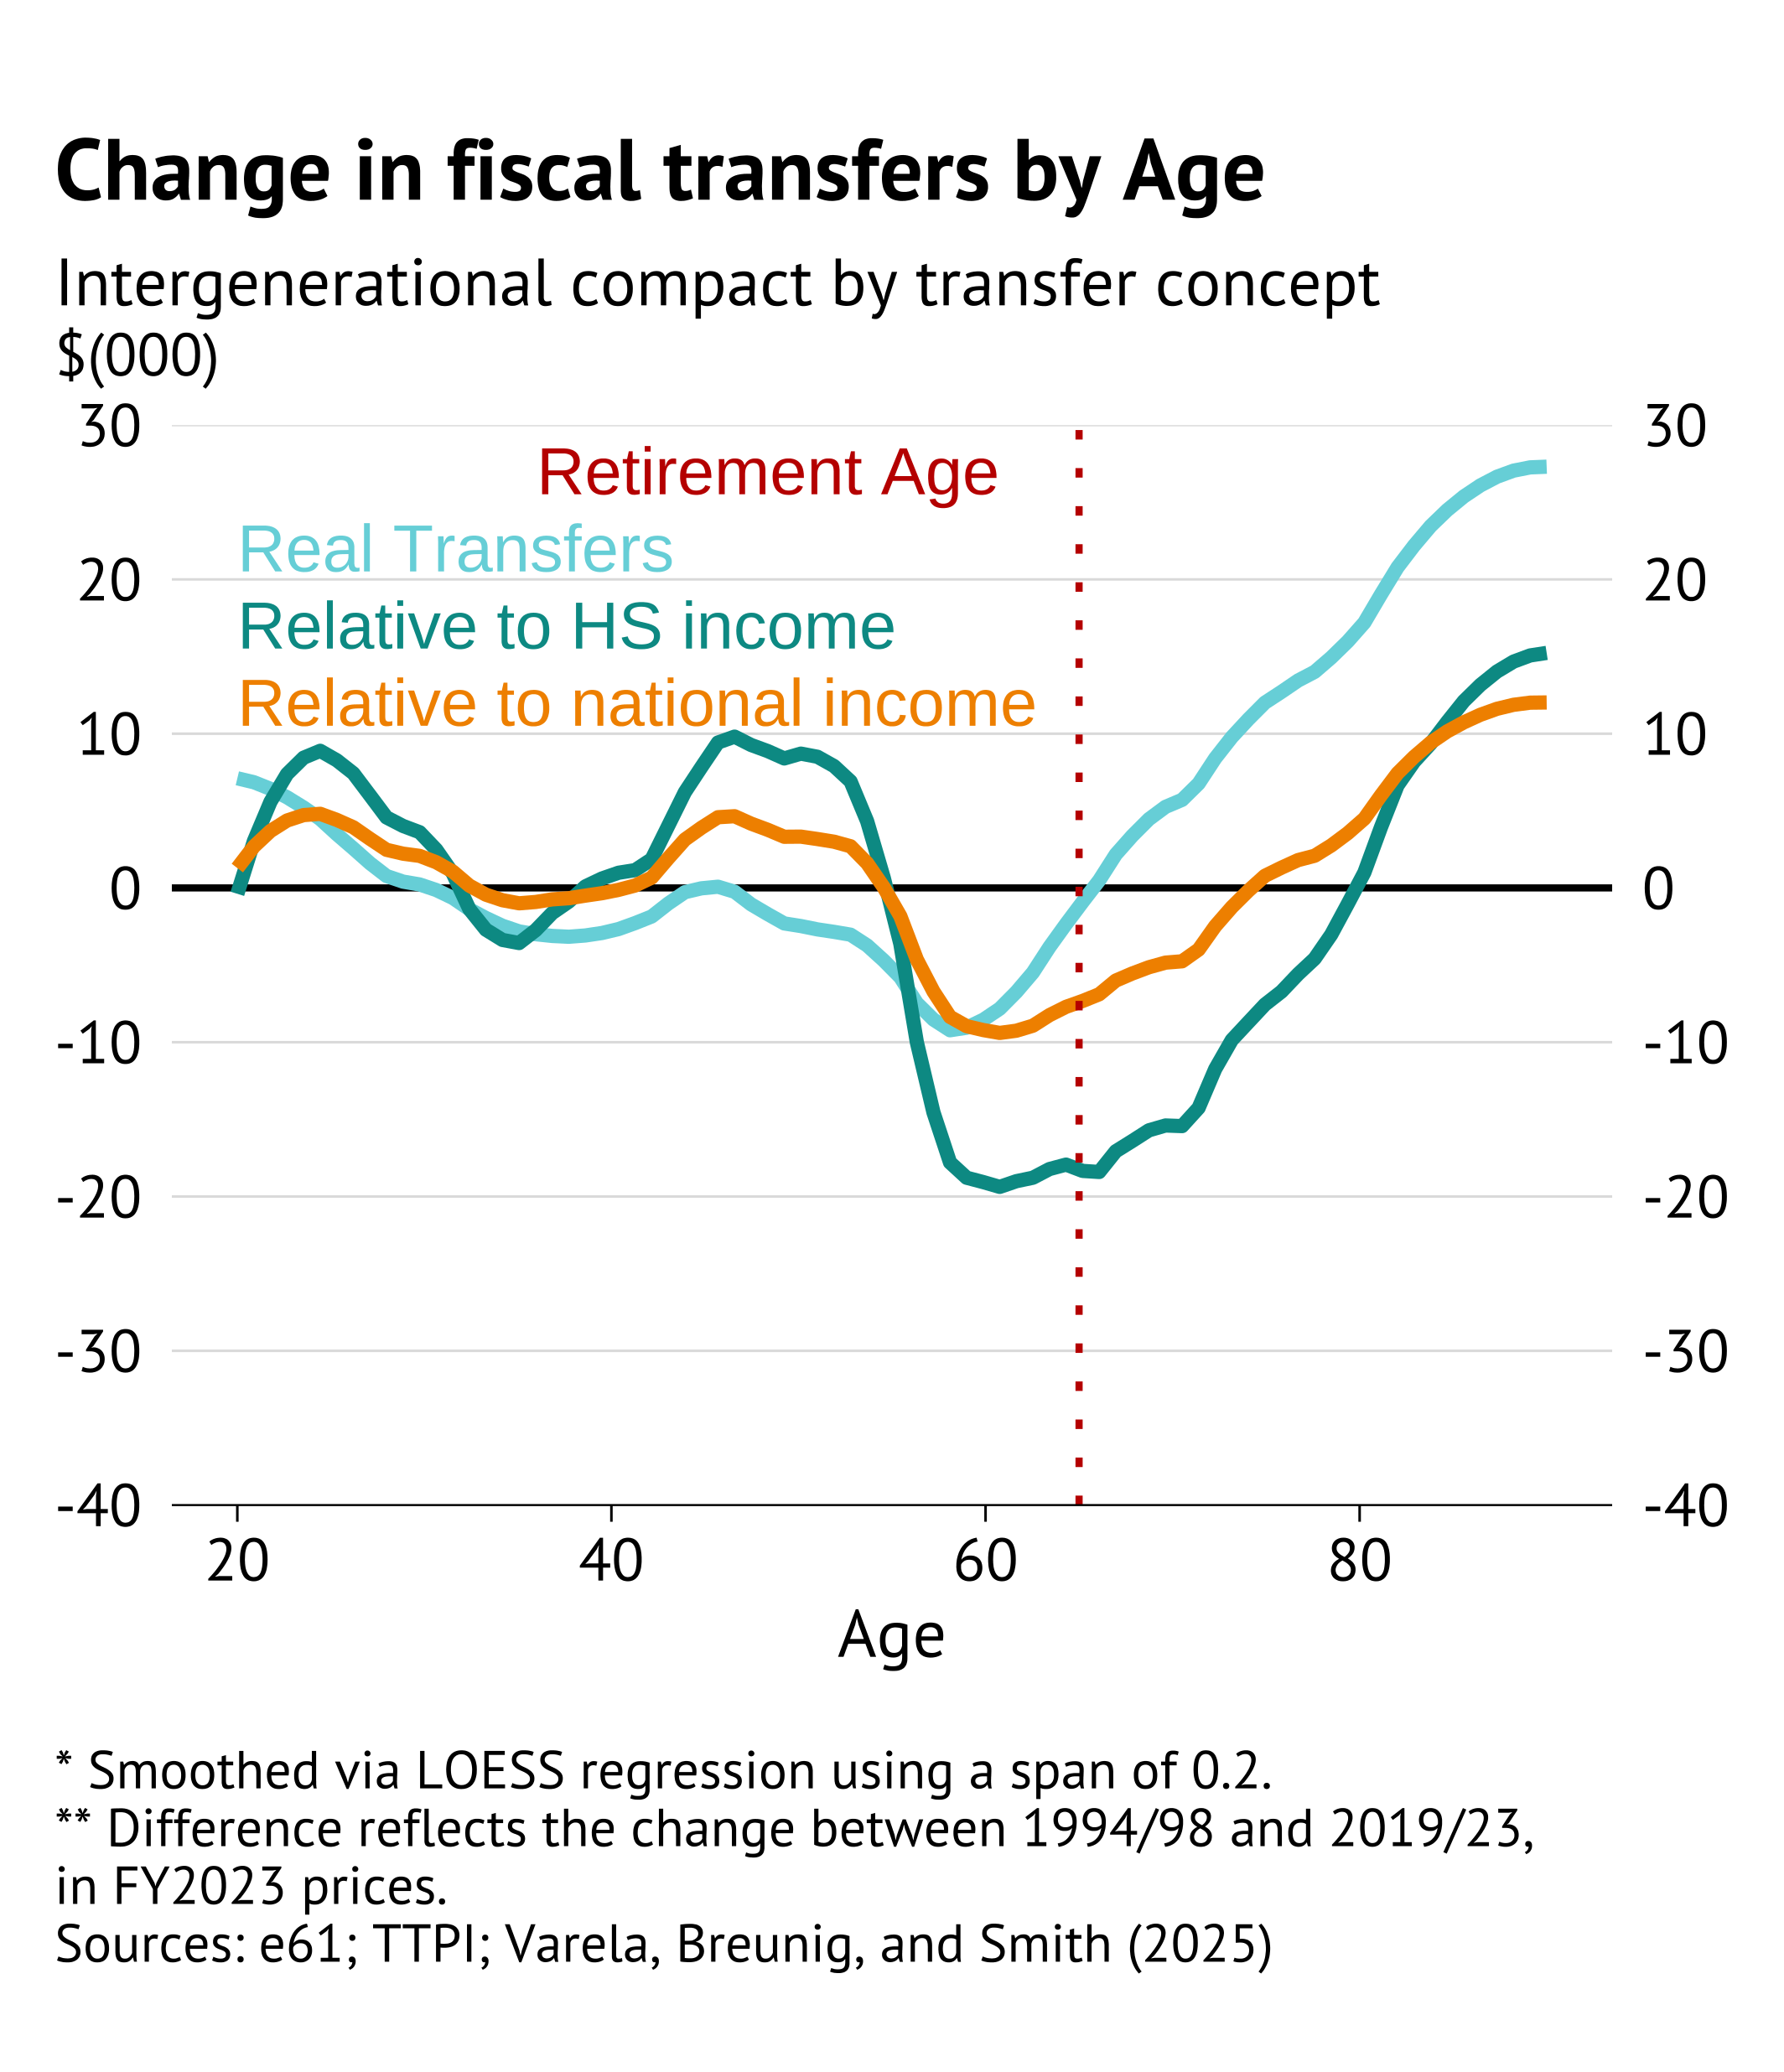 Change in fiscal transfers by Age
Intergenerational compact by transfer concept
$(000)
30 30
Retirement Age
Real Transfers
20 20
Relative to HS income
Relative to national income
10 10
0 0
-10 -10
-20 -20
-30 -30
-40 -40
20 40 60 80
Age
* Smoothed via LOESS regression using a span of 0.2.
** Difference reflects the change between 1994/98 and 2019/23,
in FY2023 prices.
Sources: e61; TTPI; Varela, Breunig, and Smith (2025)